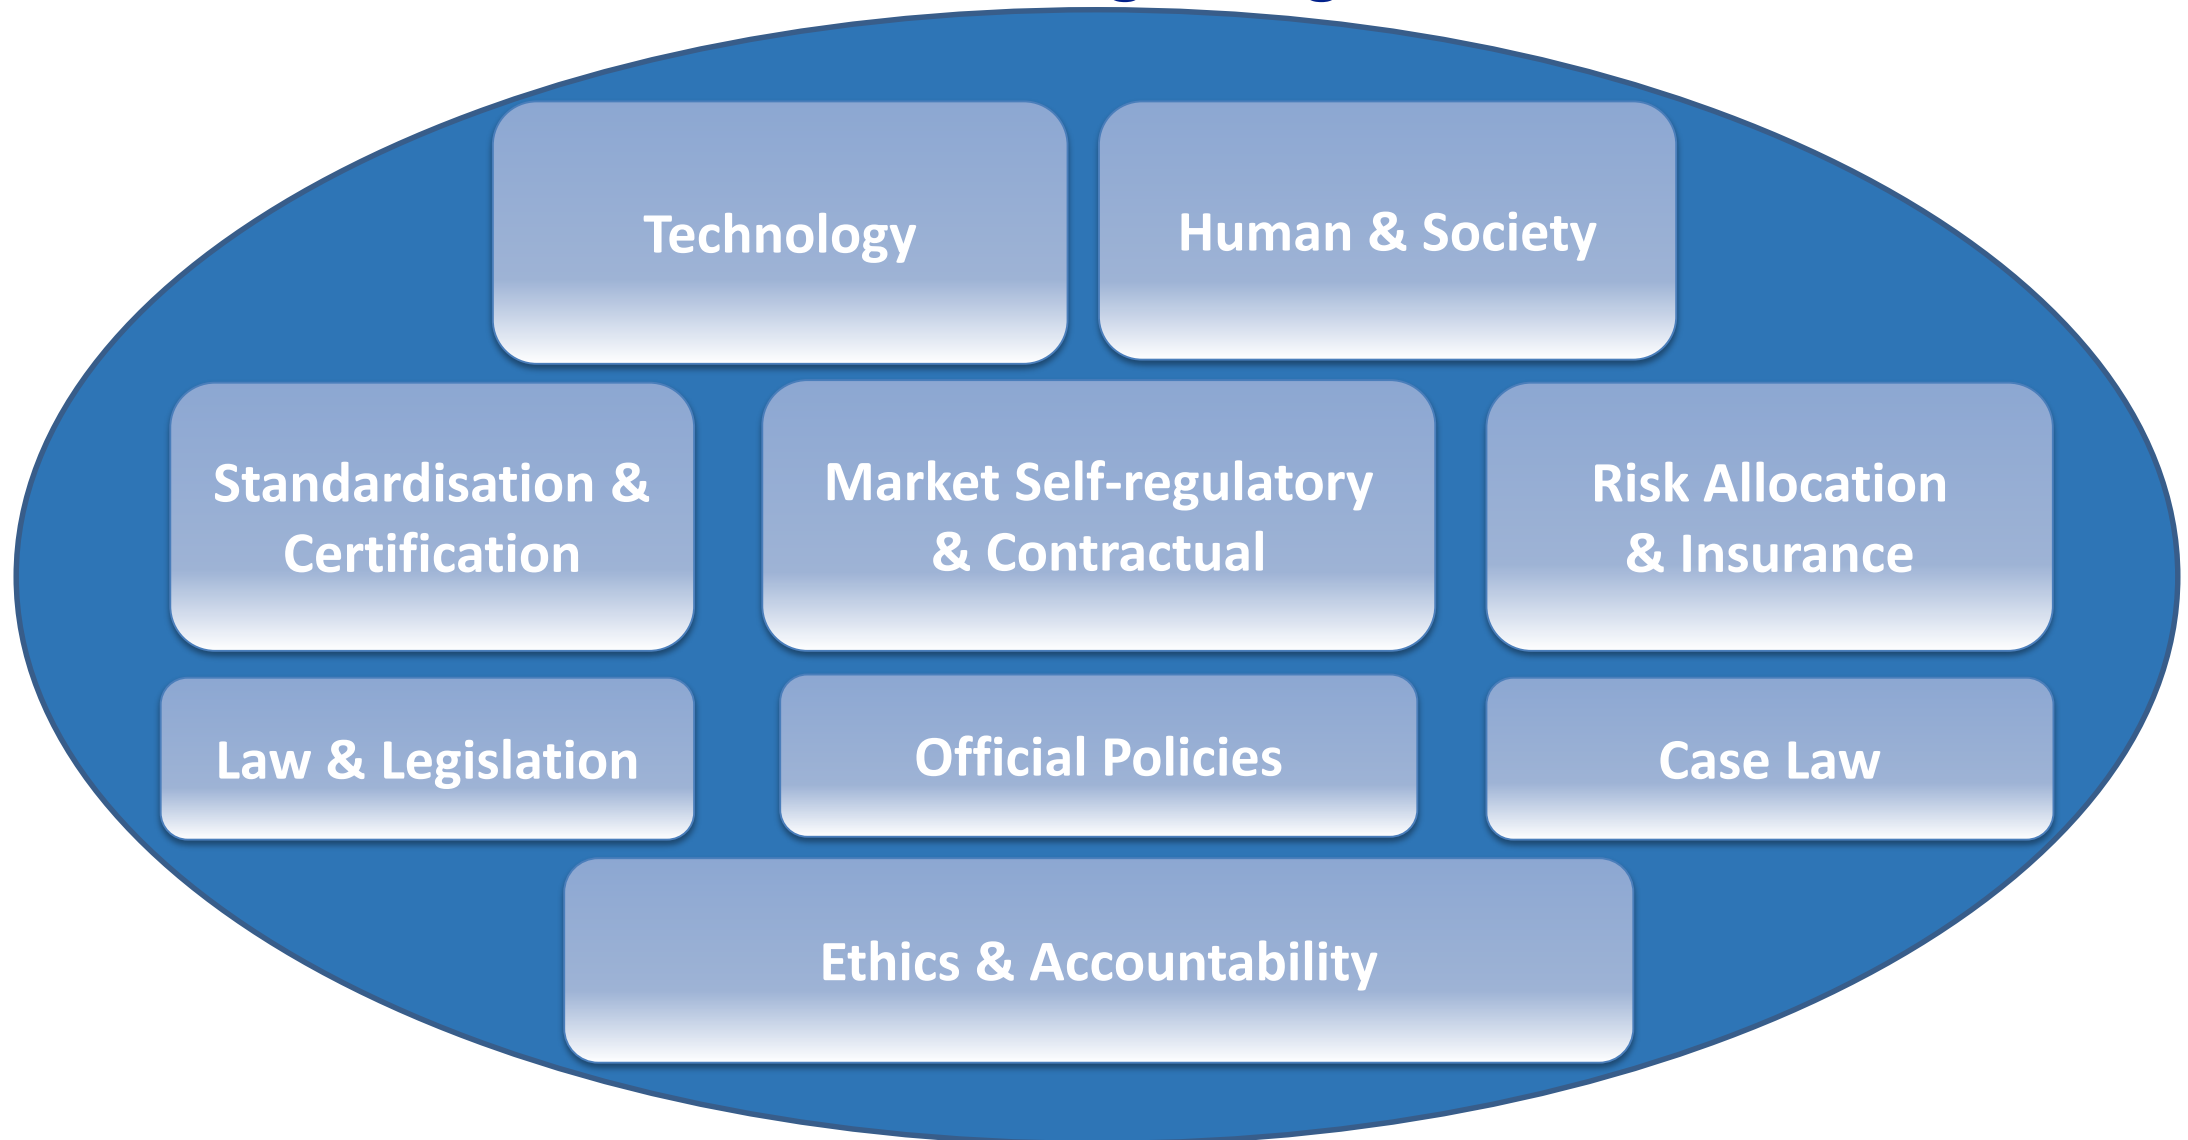 Technology
Human & Society
Standardisation &
Certification
Market Self-regulatory
& Contractual
Risk Allocation
& Insurance
Law & Legislation
Official Policies
Case Law
Ethics & Accountability